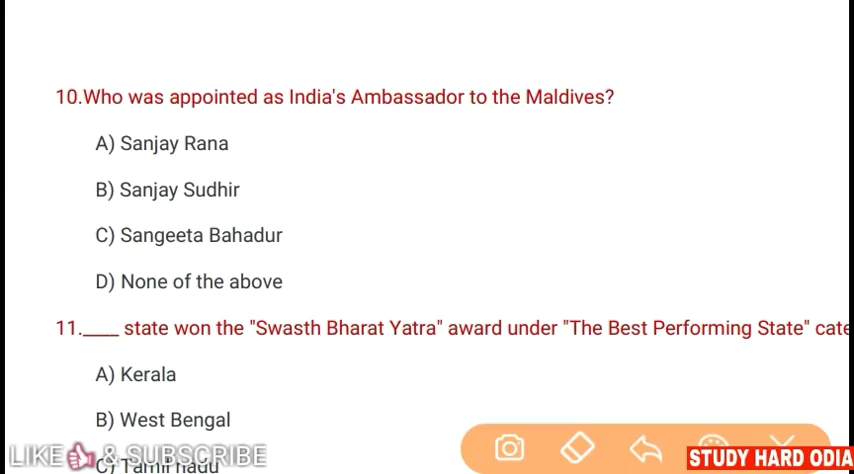 10.Who was appointed as India's Ambassador to the Maldives?
A) Sanjay Rana
B) Sanjay Sudhir
C) Sangeeta Bahadur
D) None of the above
11.____ state won the "Swasth Bharat Yatra" award under "The Best Performing State" cate
A) Kerala
B) West Bengal
C) Tamil nadu
LIKE & SUBSCRIBE
STUDY HARD ODIA